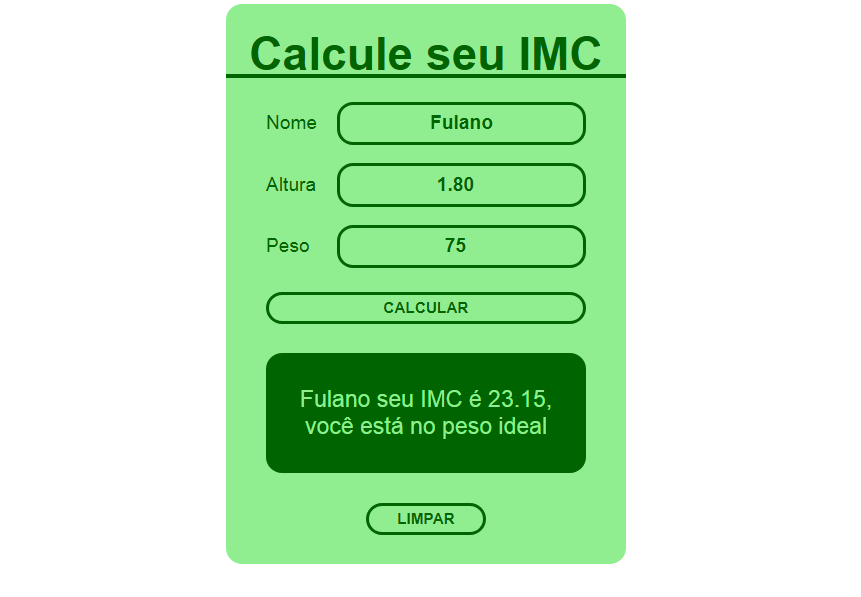 Calcule seu IMC
Nome Fulano
Altura 1.80
Peso 75
CALCULAR
Fulano seu IMC é 23.15,
você está no peso ideal
LIMPAR